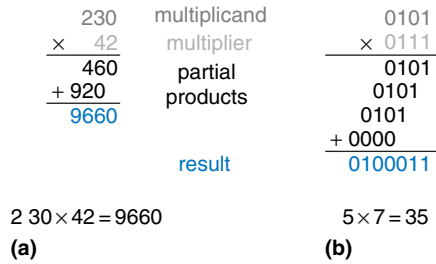 230 multiplicand 0101
× 42 multiplier × 0111
460 partial 0101
+ 920 products 0101
9660 0101
+ 0000
result 0100011
2 30 × 42 = 9660 5 × 7 = 35
(a) (b)